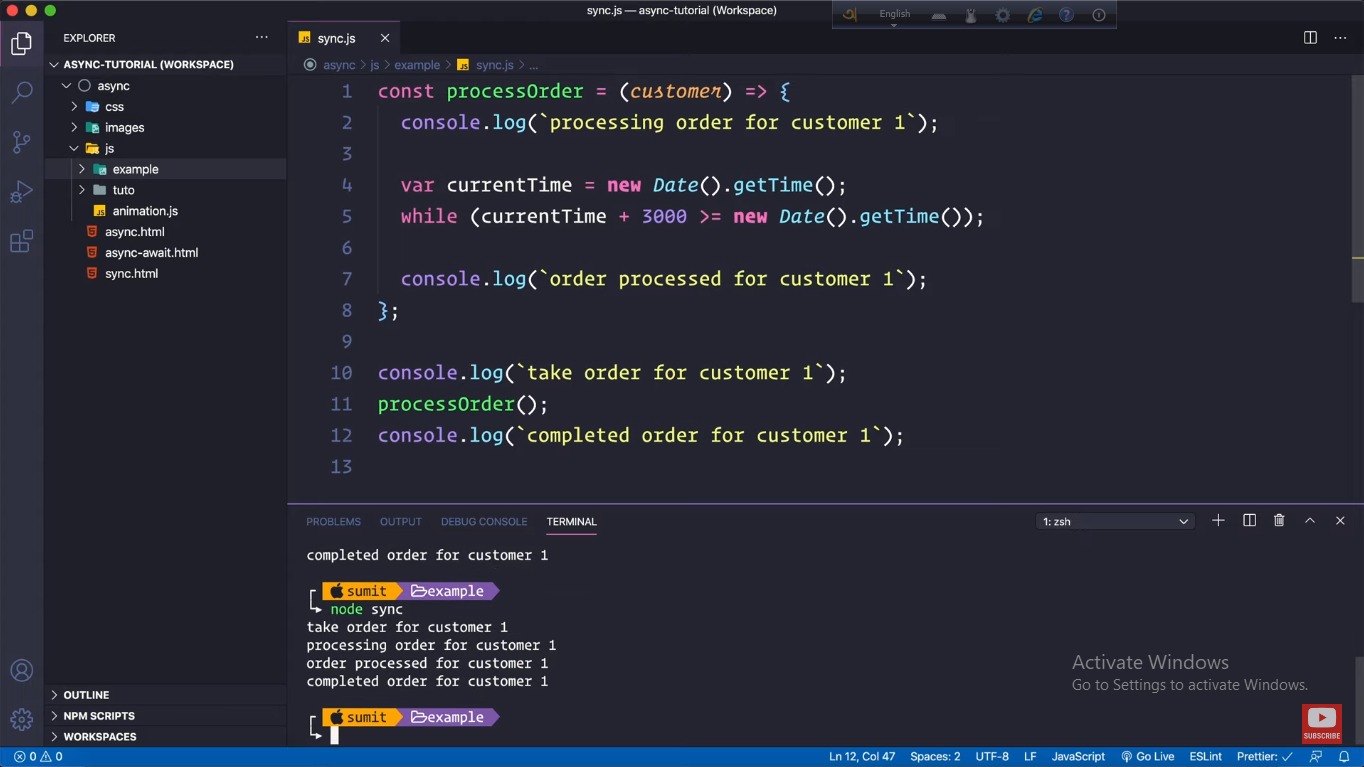 sync.js — async-tutorial (Workspace)
English
EXPLORER
ASYNC-TUTORIAL (WORKSPACE)
async
css
images
js
example
tuto
animation.js
async.html
async-await.html
sync.html
OUTLINE
NPM SCRIPTS
WORKSPACES
JS sync.js
async > js > example > JS sync.js > ...
1 const processOrder = (customer) => {
2 console.log(`processing order for customer 1`);
3
4 var currentTime = new Date().getTime();
5 while (currentTime + 3000 >= new Date().getTime());
6
7 console.log(`order processed for customer 1`);
8 };
9
10 console.log(`take order for customer 1`);
11 processOrder();
12 console.log(`completed order for customer 1`);
13
PROBLEMS OUTPUT DEBUG CONSOLE TERMINAL 1: zsh
completed order for customer 1
sumit example
node sync
take order for customer 1
processing order for customer 1
order processed for customer 1
completed order for customer 1
sumit example
Activate Windows
Go to Settings to activate Windows.
SUBSCRIBE
0 0 Ln 12, Col 47 Spaces: 2 UTF-8 LF JavaScript Go Live ESLint Prettier: ✓